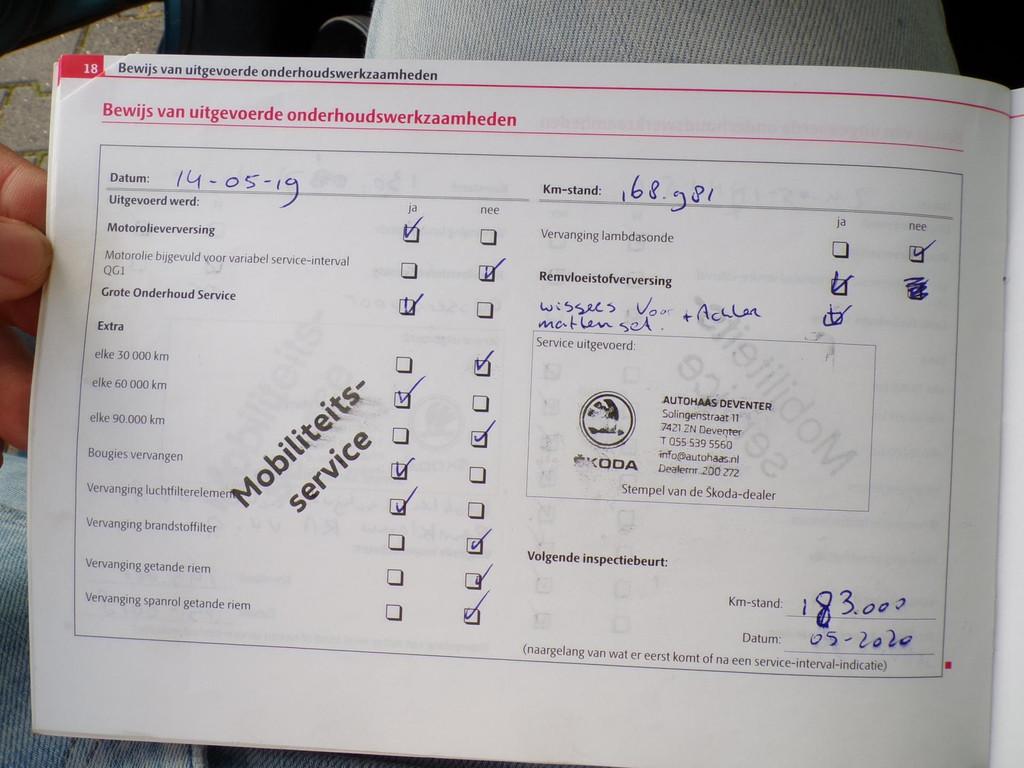 18 Bewijs van uitgevoerde onderhoudswerkzaamheden
Bewijs van uitgevoerde onderhoudswerkzaamheden
Datum: 14-05-19
Uitgevoerd werd:
ja nee
Motorolieverversing
Motorolie bijgevuld voor variabel service-interval
QG1
Grote Onderhoud Service
Extra
elke 30 000 km
elke 60 000 km
elke 90.000 km
Bougies vervangen
Vervanging luchtfilterelement
Vervanging brandstoffilter
Vervanging getande riem
Vervanging spanrol getande riem
Mobiliteits-
service
Km-stand: 168.981
ja nee
Vervanging lambdasonde
Remvloeistofverversing
wissers Voor + Achter
matten set.
Service uitgevoerd:
ŠKODA
AUTOHAAS DEVENTER
Solingenstraat 11
7421 ZN Deventer
T 055 539 5560
info@autohaas.nl
Dealernr. 200 272
Stempel van de Škoda-dealer
Volgende inspectiebeurt:
Km-stand: 183.000
Datum: 05-2020
(naargelang van wat er eerst komt of na een service-interval-indicatie)